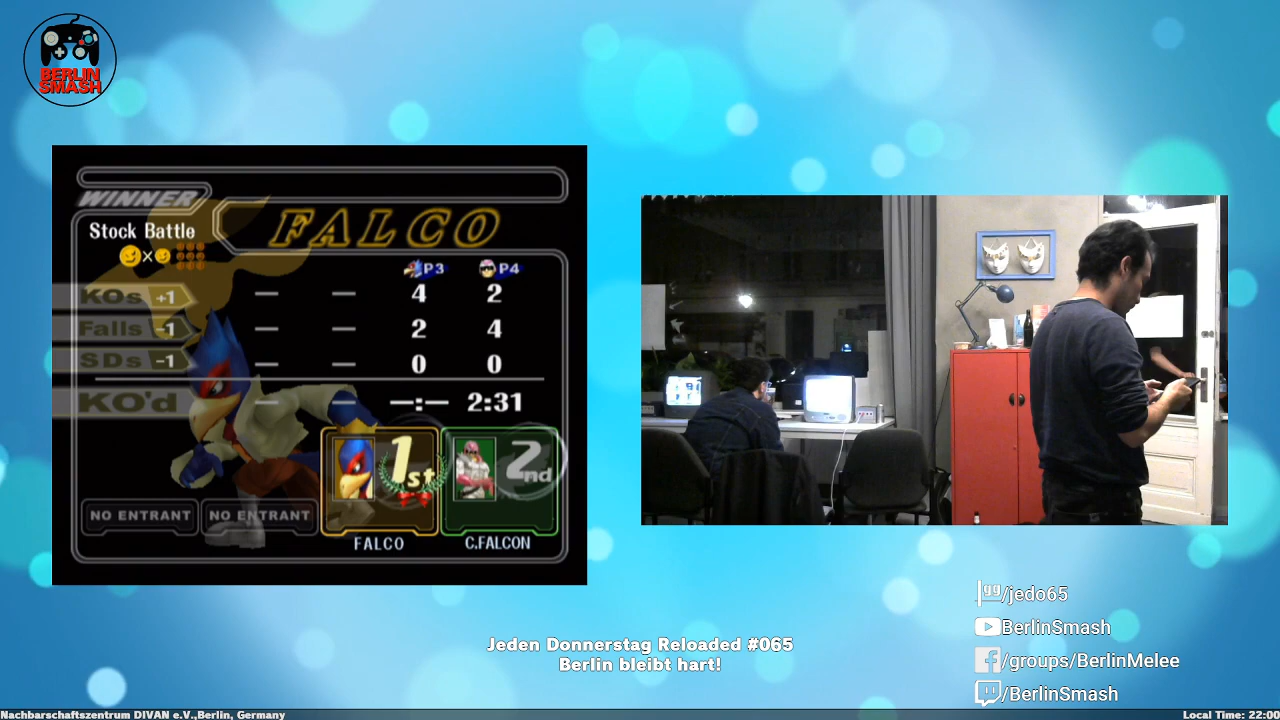 BERLIN
SMASH
WINNER
FALCO
Stock Battle
×
P3 P4
KOs +1 — — 4 2
Falls -1 — — 2 4
SDs -1 — — 0 0
KO'd — — —:— 2:31
1st 2nd
NO ENTRANT NO ENTRANT
FALCO C.FALCON
gg/jedo65
BerlinSmash
/groups/BerlinMelee
/BerlinSmash
Jeden Donnerstag Reloaded #065
Berlin bleibt hart!
Nachbarschaftszentrum DIVAN e.V.,Berlin, Germany
Local Time: 22:00